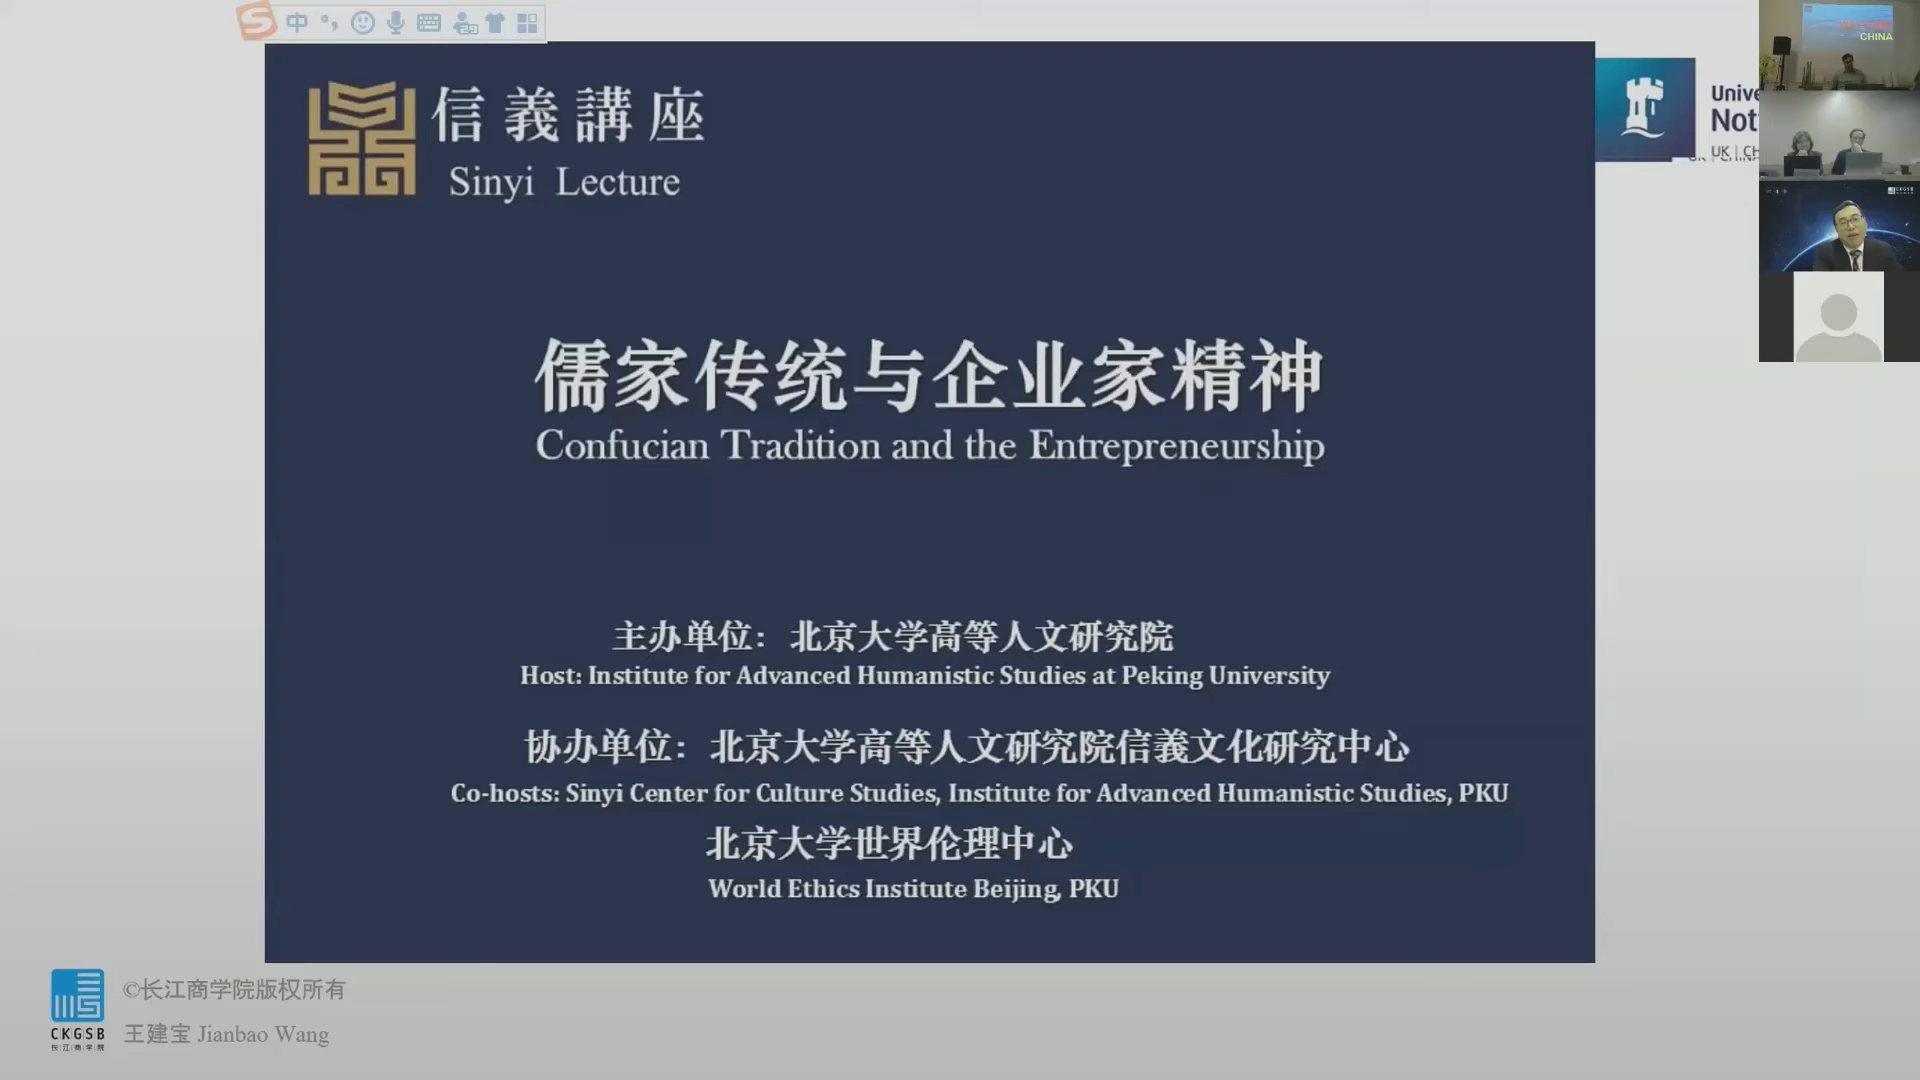 中
信義講座
Sinyi Lecture
儒家传统与企业家精神
Confucian Tradition and the Entrepreneurship
主办单位：北京大学高等人文研究院
Host: Institute for Advanced Humanistic Studies at Peking University
协办单位：北京大学高等人文研究院信義文化研究中心
Co-hosts: Sinyi Center for Culture Studies, Institute for Advanced Humanistic Studies, PKU
北京大学世界伦理中心
World Ethics Institute Beijing, PKU
CHINA
CKGSB
长江商学院
©长江商学院版权所有
王建宝 Jianbao Wang